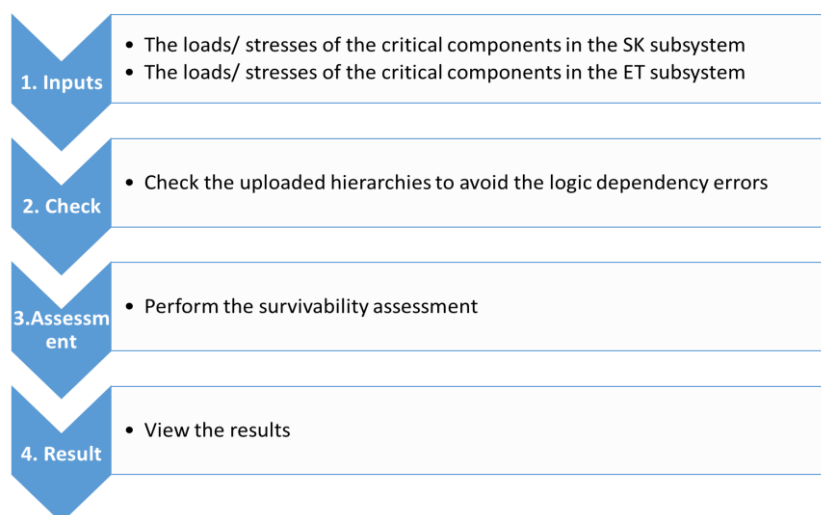 1. Inputs
• The loads/ stresses of the critical components in the SK subsystem
• The loads/ stresses of the critical components in the ET subsystem
2. Check
• Check the uploaded hierarchies to avoid the logic dependency errors
3.Assessm
ent
• Perform the survivability assessment
4. Result
• View the results